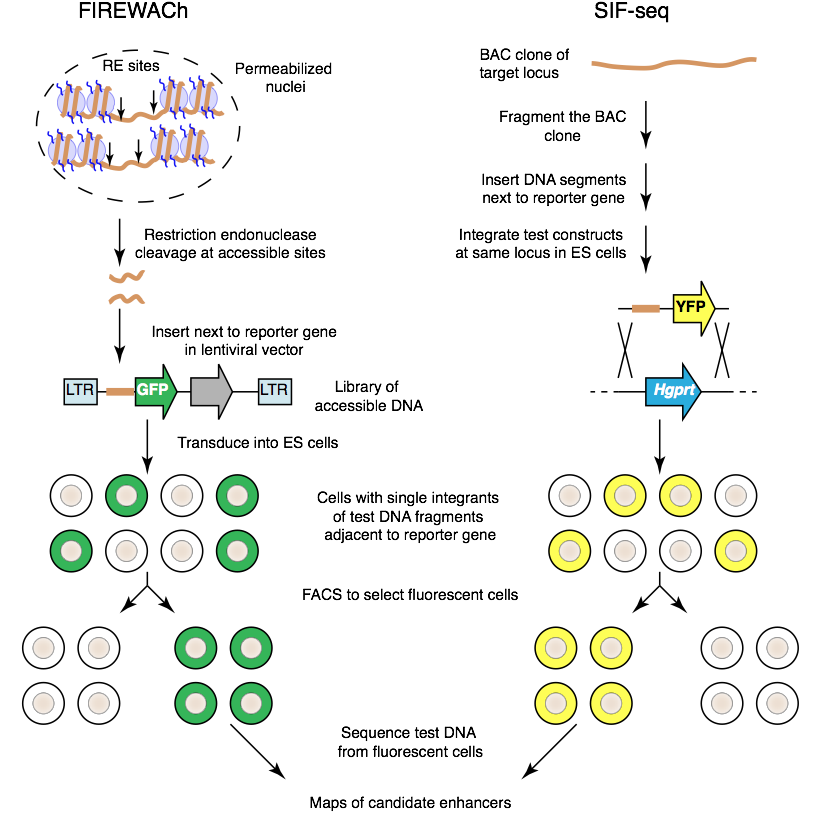 FIREWACh
RE sites
Permeabilized
nuclei
Restriction endonuclease
cleavage at accessible sites
Insert next to reporter gene
in lentiviral vector
LTR
GFP
LTR
Library of
accessible DNA
Transduce into ES cells
SIF-seq
BAC clone of
target locus
Fragment the BAC
clone
Insert DNA segments
next to reporter gene
Integrate test constructs
at same locus in ES cells
YFP
Hgprt
Cells with single integrants
of test DNA fragments
adjacent to reporter gene
FACS to select fluorescent cells
Sequence test DNA
from fluorescent cells
Maps of candidate enhancers